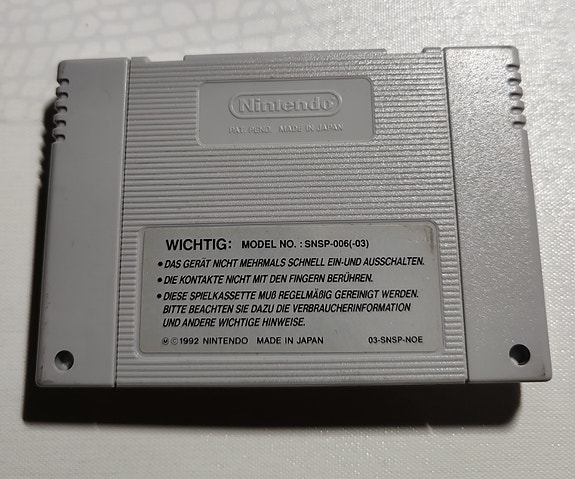 Nintendo
PAT. PEND. MADE IN JAPAN
WICHTIG: MODEL NO. : SNSP-006(-03)
• DAS GERÄT NICHT MEHRMALS SCHNELL EIN-UND AUSSCHALTEN.
• DIE KONTAKTE NICHT MIT DEN FINGERN BERÜHREN.
• DIESE SPIELKASSETTE MUß REGELMÄßIG GEREINIGT WERDEN.
BITTE BEACHTEN SIE DAZU DIE VERBRAUCHERINFORMATION
UND ANDERE WICHTIGE HINWEISE.
Ⓜ©1992 NINTENDO MADE IN JAPAN 03-SNSP-NOE